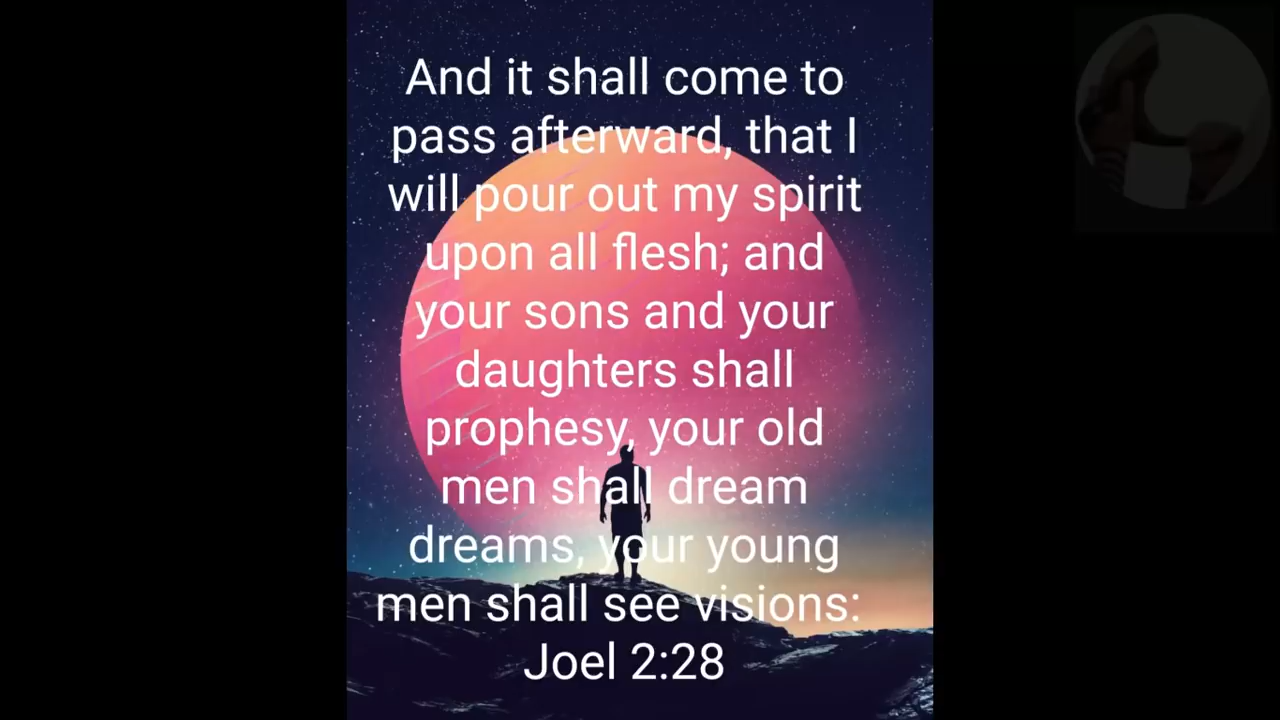 And it shall come to
pass afterward, that I
will pour out my spirit
upon all flesh; and
your sons and your
daughters shall
prophesy, your old
men shall dream
dreams, your young
men shall see visions:
Joel 2:28